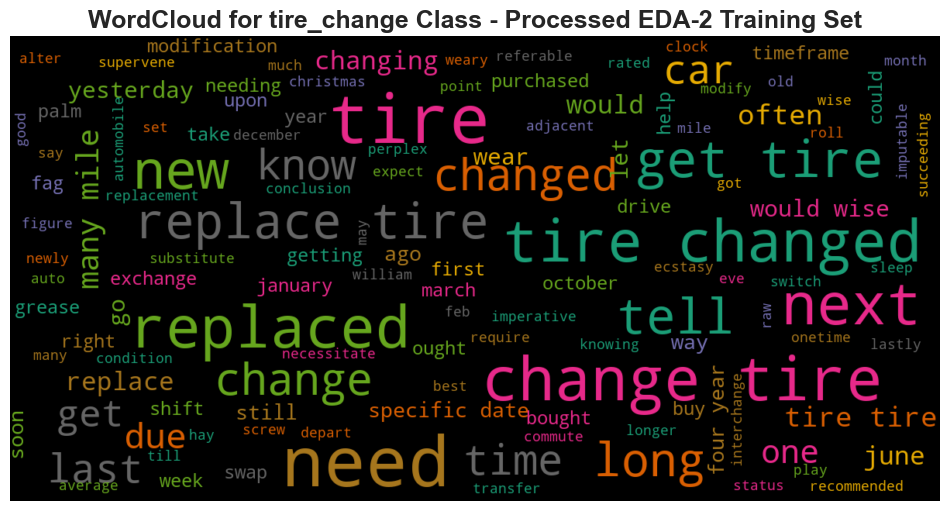 WordCloud for tire_change Class - Processed EDA-2 Training Set
alter
supervene
modification
much
changing
weary
referable
clock
car
timeframe
month
yesterday
needing
christmas
point
purchased
rated
modify
old
good
palm
upon
year
tire
would
help
often
wise
could
say
set
take
december
adjacent
mile
roll
imputable
succeeding
many mile
automobile
new
know
perplex
wear
let
get tire
fag
conclusion
expect
changed
got
replacement
figure
replace tire
may
drive
would wise
newly
substitute
getting
ago
tire changed
auto
exchange
william
first
ecstasy
eve
sleep
january
march
october
switch
grease
go
replaced
feb
imperative
tell
raw
next
right
necessitate
ought
require
knowing
way
onetime
lastly
many
condition
replace
change
best
change tire
soon
get
shift
still
specific date
bought
buy
four year
interchange
tire tire
due
hay
screw
depart
commute
longer
one
last
till
week
swap
need
time
long
play
june
average
transfer
status
recommended